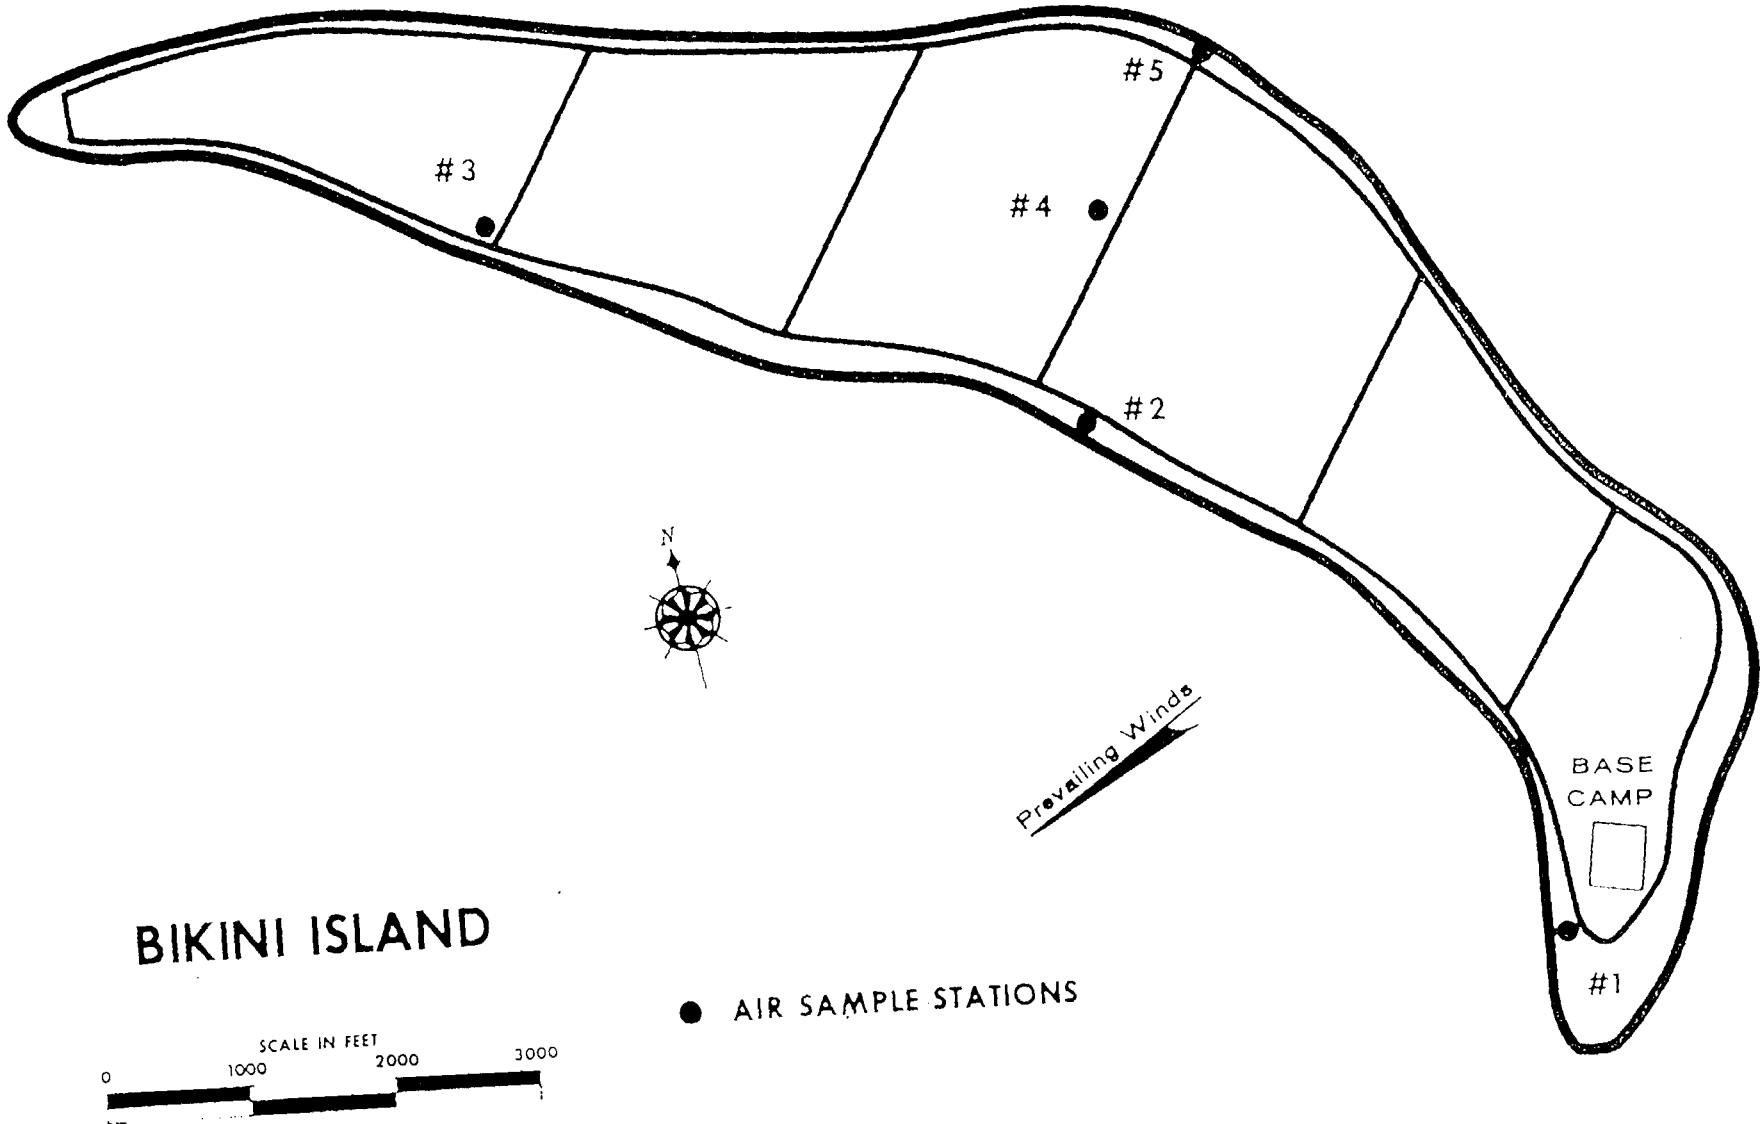 #5
#3
#4
#2
N
Prevailing Winds
BASE
CAMP
BIKINI ISLAND
#1
AIR SAMPLE STATIONS
SCALE IN FEET
0 1000 2000 3000